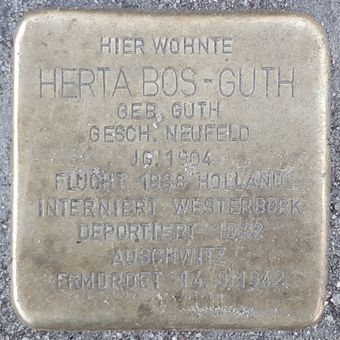 HIER WOHNTE
HERTA BOS-GUTH
GEB. GUTH
GESCH. NEUFELD
JG. 1904
FLUCHT 1938 HOLLAND
INTERNIERT WESTERBORK
DEPORTIERT 1942
AUSCHWITZ
ERMORDET 14.9.1942